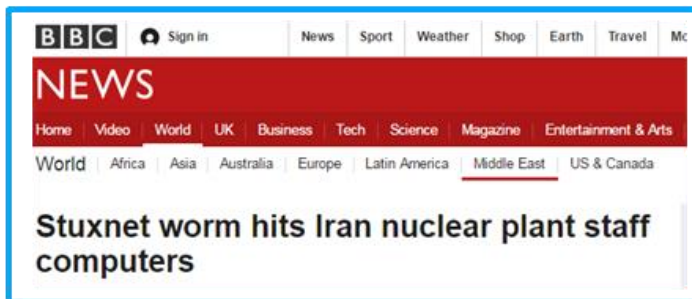 BBC Sign in News Sport Weather Shop Earth Travel
NEWS
Home Video World UK Business Tech Science Magazine Entertainment & Arts
World Africa Asia Australia Europe Latin America Middle East US & Canada
Stuxnet worm hits Iran nuclear plant staff
computers